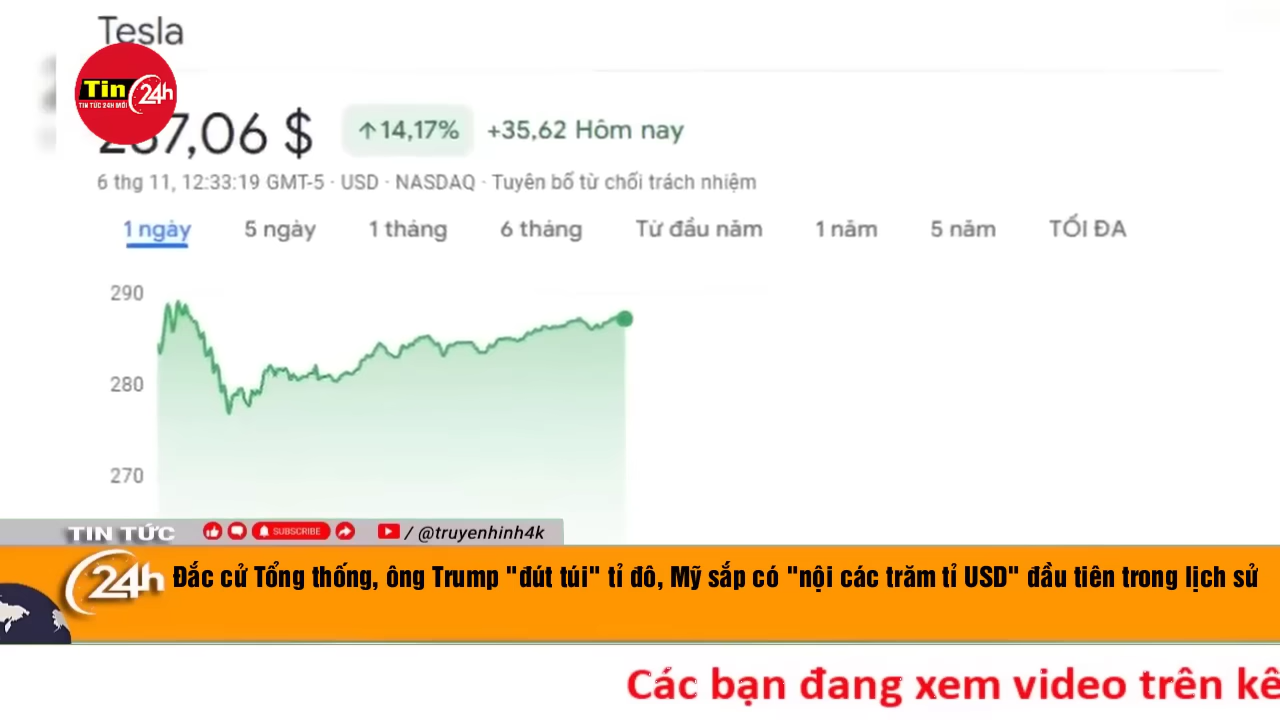 Tesla
Tin 24h
TIN TỨC 24H MỚI
7,06 $ ↑14,17% +35,62 Hôm nay
6 thg 11, 12:33:19 GMT-5 · USD · NASDAQ · Tuyên bố từ chối trách nhiệm
1 ngày 5 ngày 1 tháng 6 tháng Từ đầu năm 1 năm 5 năm TỐI ĐA
290
280
270
TIN TỨC SUBSCRIBE / @truyenhinh4k
24h Đắc cử Tổng thống, ông Trump "đút túi" tỉ đô, Mỹ sắp có "nội các trăm tỉ USD" đầu tiên trong lịch sử
Các bạn đang xem video trên kê